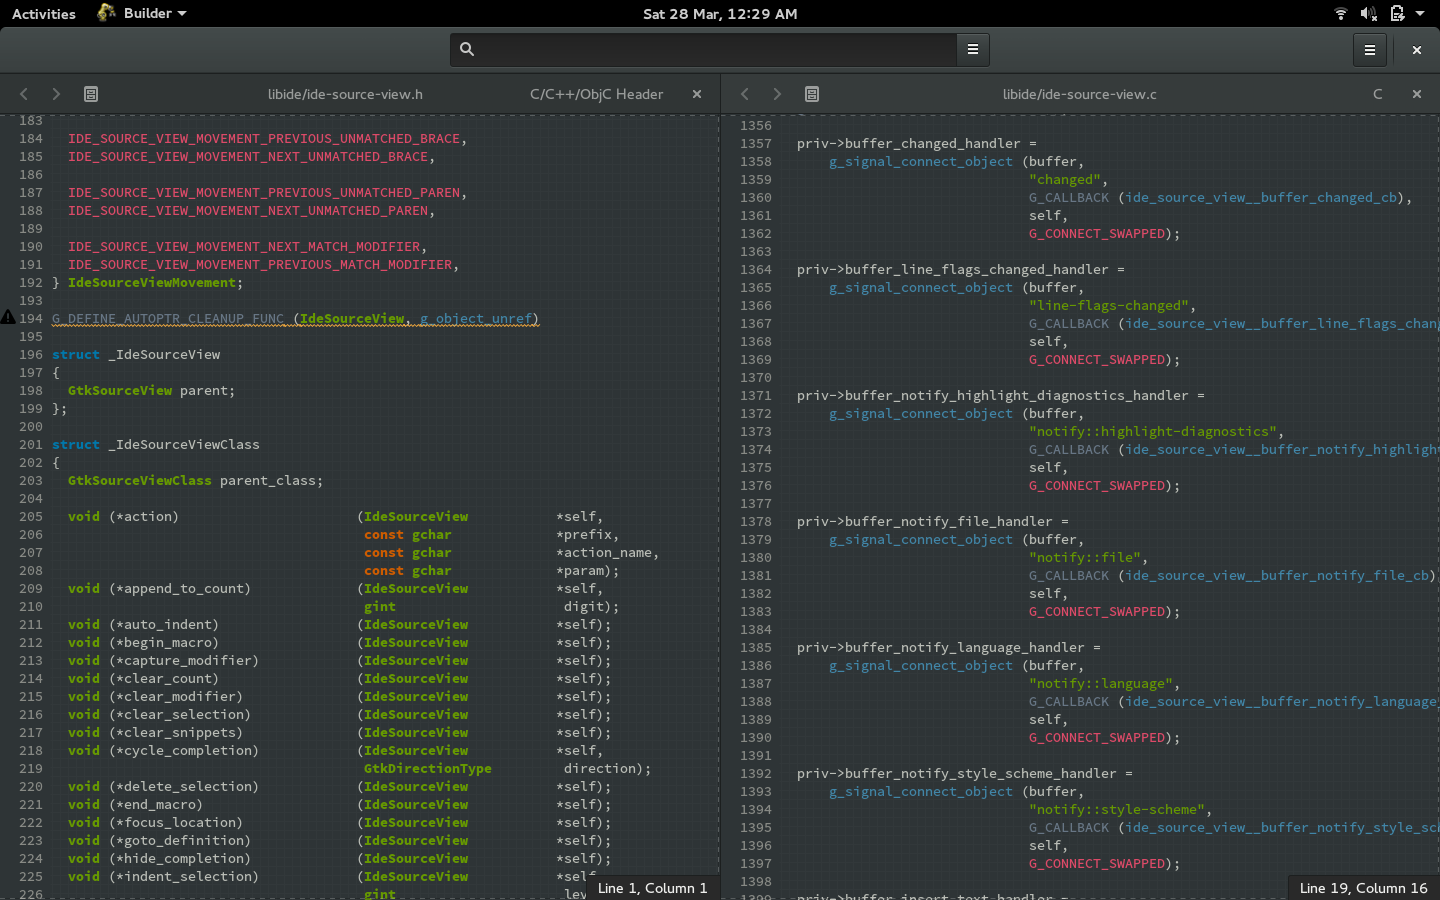 Activities Builder Sat 28 Mar, 12:29 AM
libide/ide-source-view.h C/C++/ObjC Header
183
184 IDE_SOURCE_VIEW_MOVEMENT_PREVIOUS_UNMATCHED_BRACE,
185 IDE_SOURCE_VIEW_MOVEMENT_NEXT_UNMATCHED_BRACE,
186
187 IDE_SOURCE_VIEW_MOVEMENT_PREVIOUS_UNMATCHED_PAREN,
188 IDE_SOURCE_VIEW_MOVEMENT_NEXT_UNMATCHED_PAREN,
189
190 IDE_SOURCE_VIEW_MOVEMENT_NEXT_MATCH_MODIFIER,
191 IDE_SOURCE_VIEW_MOVEMENT_PREVIOUS_MATCH_MODIFIER,
192 } IdeSourceViewMovement;
193
194 G_DEFINE_AUTOPTR_CLEANUP_FUNC (IdeSourceView, g_object_unref)
195
196 struct _IdeSourceView
197 {
198 GtkSourceView parent;
199 };
200
201 struct _IdeSourceViewClass
202 {
203 GtkSourceViewClass parent_class;
204
205 void (*action) (IdeSourceView *self,
206 const gchar *prefix,
207 const gchar *action_name,
208 const gchar *param);
209 void (*append_to_count) (IdeSourceView *self,
210 gint digit);
211 void (*auto_indent) (IdeSourceView *self);
212 void (*begin_macro) (IdeSourceView *self);
213 void (*capture_modifier) (IdeSourceView *self);
214 void (*clear_count) (IdeSourceView *self);
215 void (*clear_modifier) (IdeSourceView *self);
216 void (*clear_selection) (IdeSourceView *self);
217 void (*clear_snippets) (IdeSourceView *self);
218 void (*cycle_completion) (IdeSourceView *self,
219 GtkDirectionType direction);
220 void (*delete_selection) (IdeSourceView *self);
221 void (*end_macro) (IdeSourceView *self);
222 void (*focus_location) (IdeSourceView *self);
223 void (*goto_definition) (IdeSourceView *self);
224 void (*hide_completion) (IdeSourceView *self);
225 void (*indent_selection) (IdeSourceView *self);
226 gint lev
Line 1, Column 1
libide/ide-source-view.c C
1356
1357 priv->buffer_changed_handler =
1358 g_signal_connect_object (buffer,
1359 "changed",
1360 G_CALLBACK (ide_source_view__buffer_changed_cb),
1361 self,
1362 G_CONNECT_SWAPPED);
1363
1364 priv->buffer_line_flags_changed_handler =
1365 g_signal_connect_object (buffer,
1366 "line-flags-changed",
1367 G_CALLBACK (ide_source_view__buffer_line_flags_chan
1368 self,
1369 G_CONNECT_SWAPPED);
1370
1371 priv->buffer_notify_highlight_diagnostics_handler =
1372 g_signal_connect_object (buffer,
1373 "notify::highlight-diagnostics",
1374 G_CALLBACK (ide_source_view__buffer_notify_highligh
1375 self,
1376 G_CONNECT_SWAPPED);
1377
1378 priv->buffer_notify_file_handler =
1379 g_signal_connect_object (buffer,
1380 "notify::file",
1381 G_CALLBACK (ide_source_view__buffer_notify_file_cb)
1382 self,
1383 G_CONNECT_SWAPPED);
1384
1385 priv->buffer_notify_language_handler =
1386 g_signal_connect_object (buffer,
1387 "notify::language",
1388 G_CALLBACK (ide_source_view__buffer_notify_language
1389 self,
1390 G_CONNECT_SWAPPED);
1391
1392 priv->buffer_notify_style_scheme_handler =
1393 g_signal_connect_object (buffer,
1394 "notify::style-scheme",
1395 G_CALLBACK (ide_source_view__buffer_notify_style_sc
1396 self,
1397 G_CONNECT_SWAPPED);
1398
1399 priv->buffer_insert_text_handler =
Line 19, Column 16